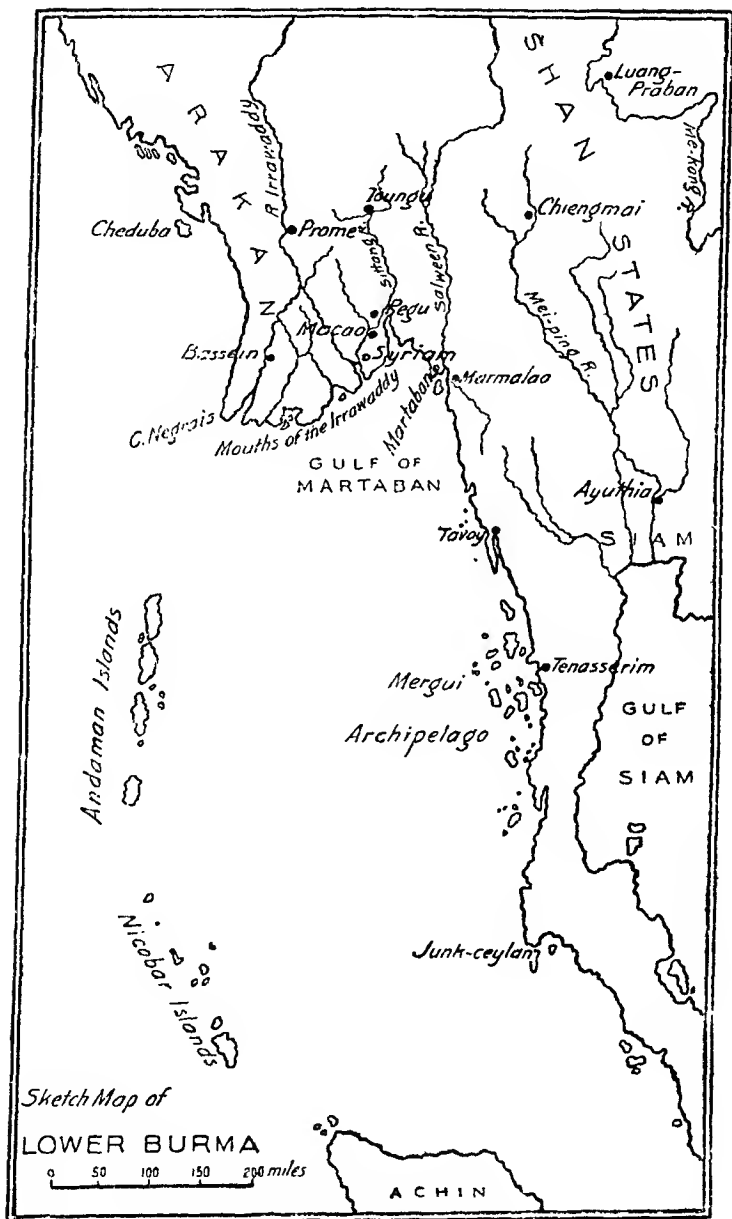 SHAN
Luang-
Praban
ARAKAN
R Irrawaddy
Me-kong R.
Toungu
Chiengmai
Cheduba
Prome
Sittang R.
Salween R.
STATES
Pegu
Macao
Mei-ping R.
Bassein
Syriam
Marmalao
C. Negrais
Mouths of the Irrawaddy
Martabane
GULF OF
MARTABAN
Ayuthia
Tavoy
SIAM
Andaman Islands
Tenasserim
Mergui
Archipelago
GULF
OF
SIAM
Nicobar Islands
Junk-ceylan
Sketch Map of
LOWER BURMA
0 50 100 150 200 miles
ACHIN